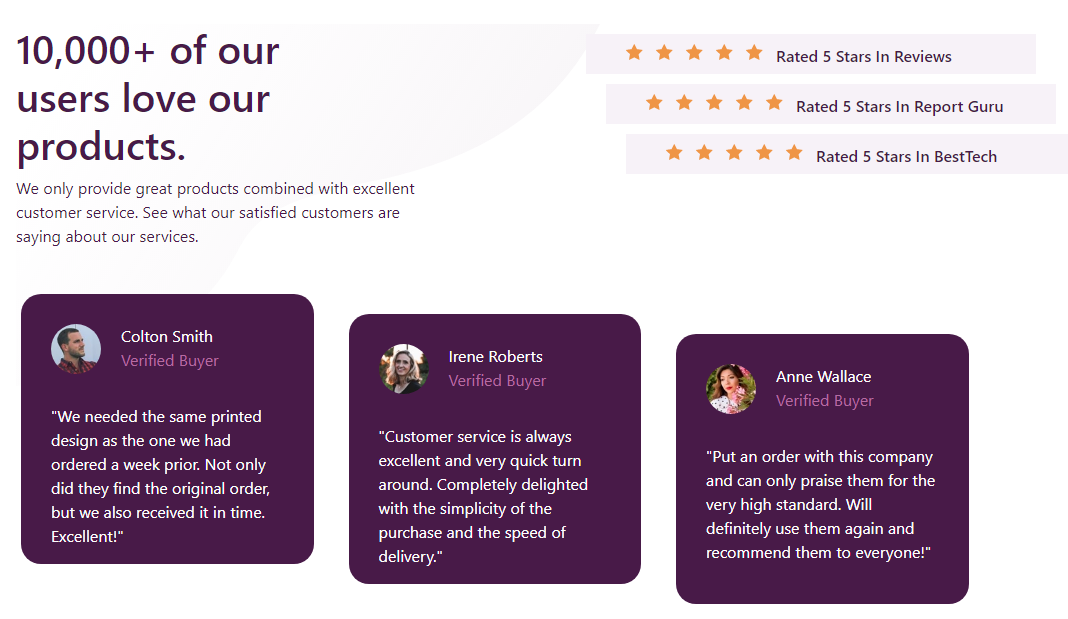 10,000+ of our
users love our
products.
We only provide great products combined with excellent
customer service. See what our satisfied customers are
saying about our services.
Rated 5 Stars In Reviews
Rated 5 Stars In Report Guru
Rated 5 Stars In BestTech
Colton Smith
Verified Buyer
"We needed the same printed
design as the one we had
ordered a week prior. Not only
did they find the original order,
but we also received it in time.
Excellent!"
Irene Roberts
Verified Buyer
"Customer service is always
excellent and very quick turn
around. Completely delighted
with the simplicity of the
purchase and the speed of
delivery."
Anne Wallace
Verified Buyer
"Put an order with this company
and can only praise them for the
very high standard. Will
definitely use them again and
recommend them to everyone!"